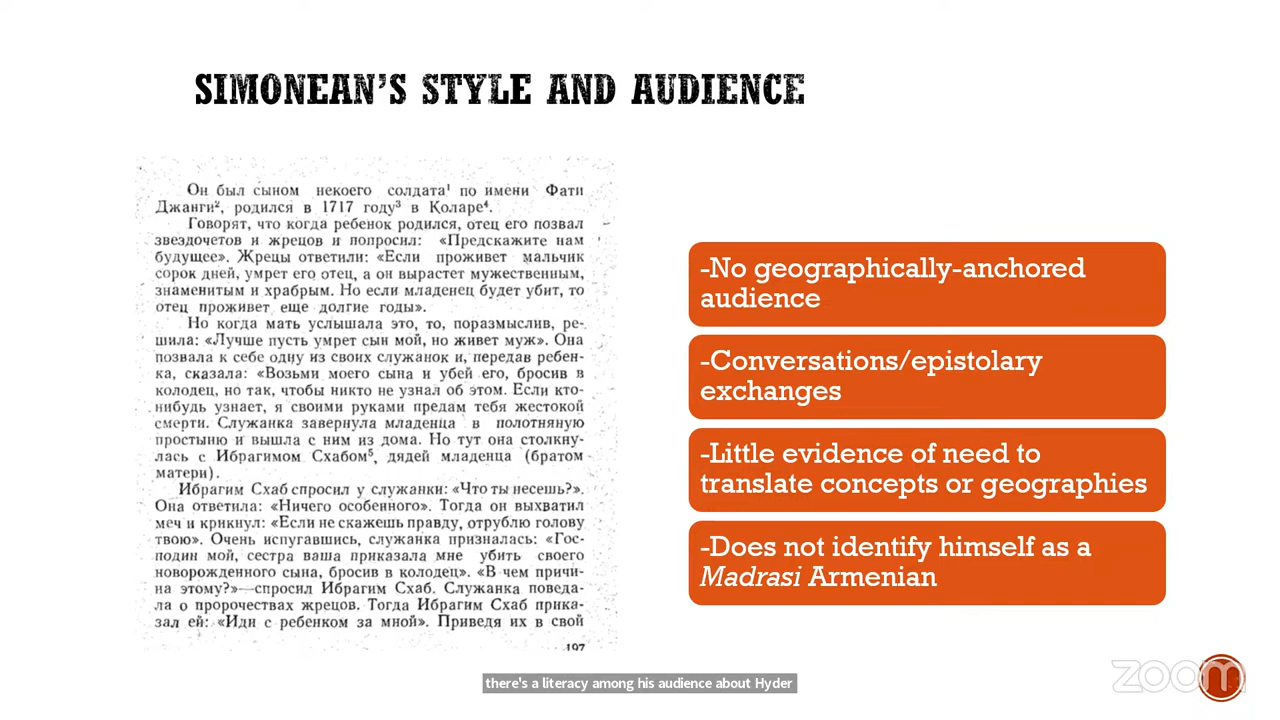 SIMONEAN'S STYLE AND AUDIENCE
Он был сыном некоего солдата¹ по имени Фати
Джанги², родился в 1717 году³ в Коларе⁴.
Говорят, что когда ребенок родился, отец его позвал
звездочетов и жрецов и попросил: «Предскажите нам
будущее». Жрецы ответили: «Если проживет мальчик
сорок дней, умрет его отец, а он вырастет мужественным,
знаменитым и храбрым. Но если младенец будет убит, то
отец проживет еще долгие годы».
Но когда мать услышала это, то, поразмыслив, ре-
шила: «Лучше пусть умрет сын мой, но живет муж». Она
позвала к себе одну из своих служанок и, передав ребен-
ка, сказала: «Возьми моего сына и убей его, бросив в
колодец, но так, чтобы никто не узнал об этом. Если кто-
нибудь узнает, я своими руками предам тебя жестокой
смерти. Служанка завернула младенца в полотняную
простыню и вышла с ним из дома. Но тут она столкну-
лась с Ибрагимом Схабом⁵, дядей младенца (братом
матери).
Ибрагим Схаб спросил у служанки: «Что ты несешь?».
Она ответила: «Ничего особенного». Тогда он выхватил
меч и крикнул: «Если не скажешь правду, отрублю голову
твою». Очень испугавшись, служанка призналась: «Гос-
подин мой, сестра ваша приказала мне убить своего
новорожденного сына, бросив в колодец». «В чем причи-
на этому?»—спросил Ибрагим Схаб. Служанка поведа-
ла о пророчествах жрецов. Тогда Ибрагим Схаб прика-
зал ей: «Иди с ребенком за мной». Приведя их в свой
197
-No geographically-anchored
audience
-Conversations/epistolary
exchanges
-Little evidence of need to
translate concepts or geographies
-Does not identify himself as a
Madrasi Armenian
there's a literacy among his audience about Hyder
zoom